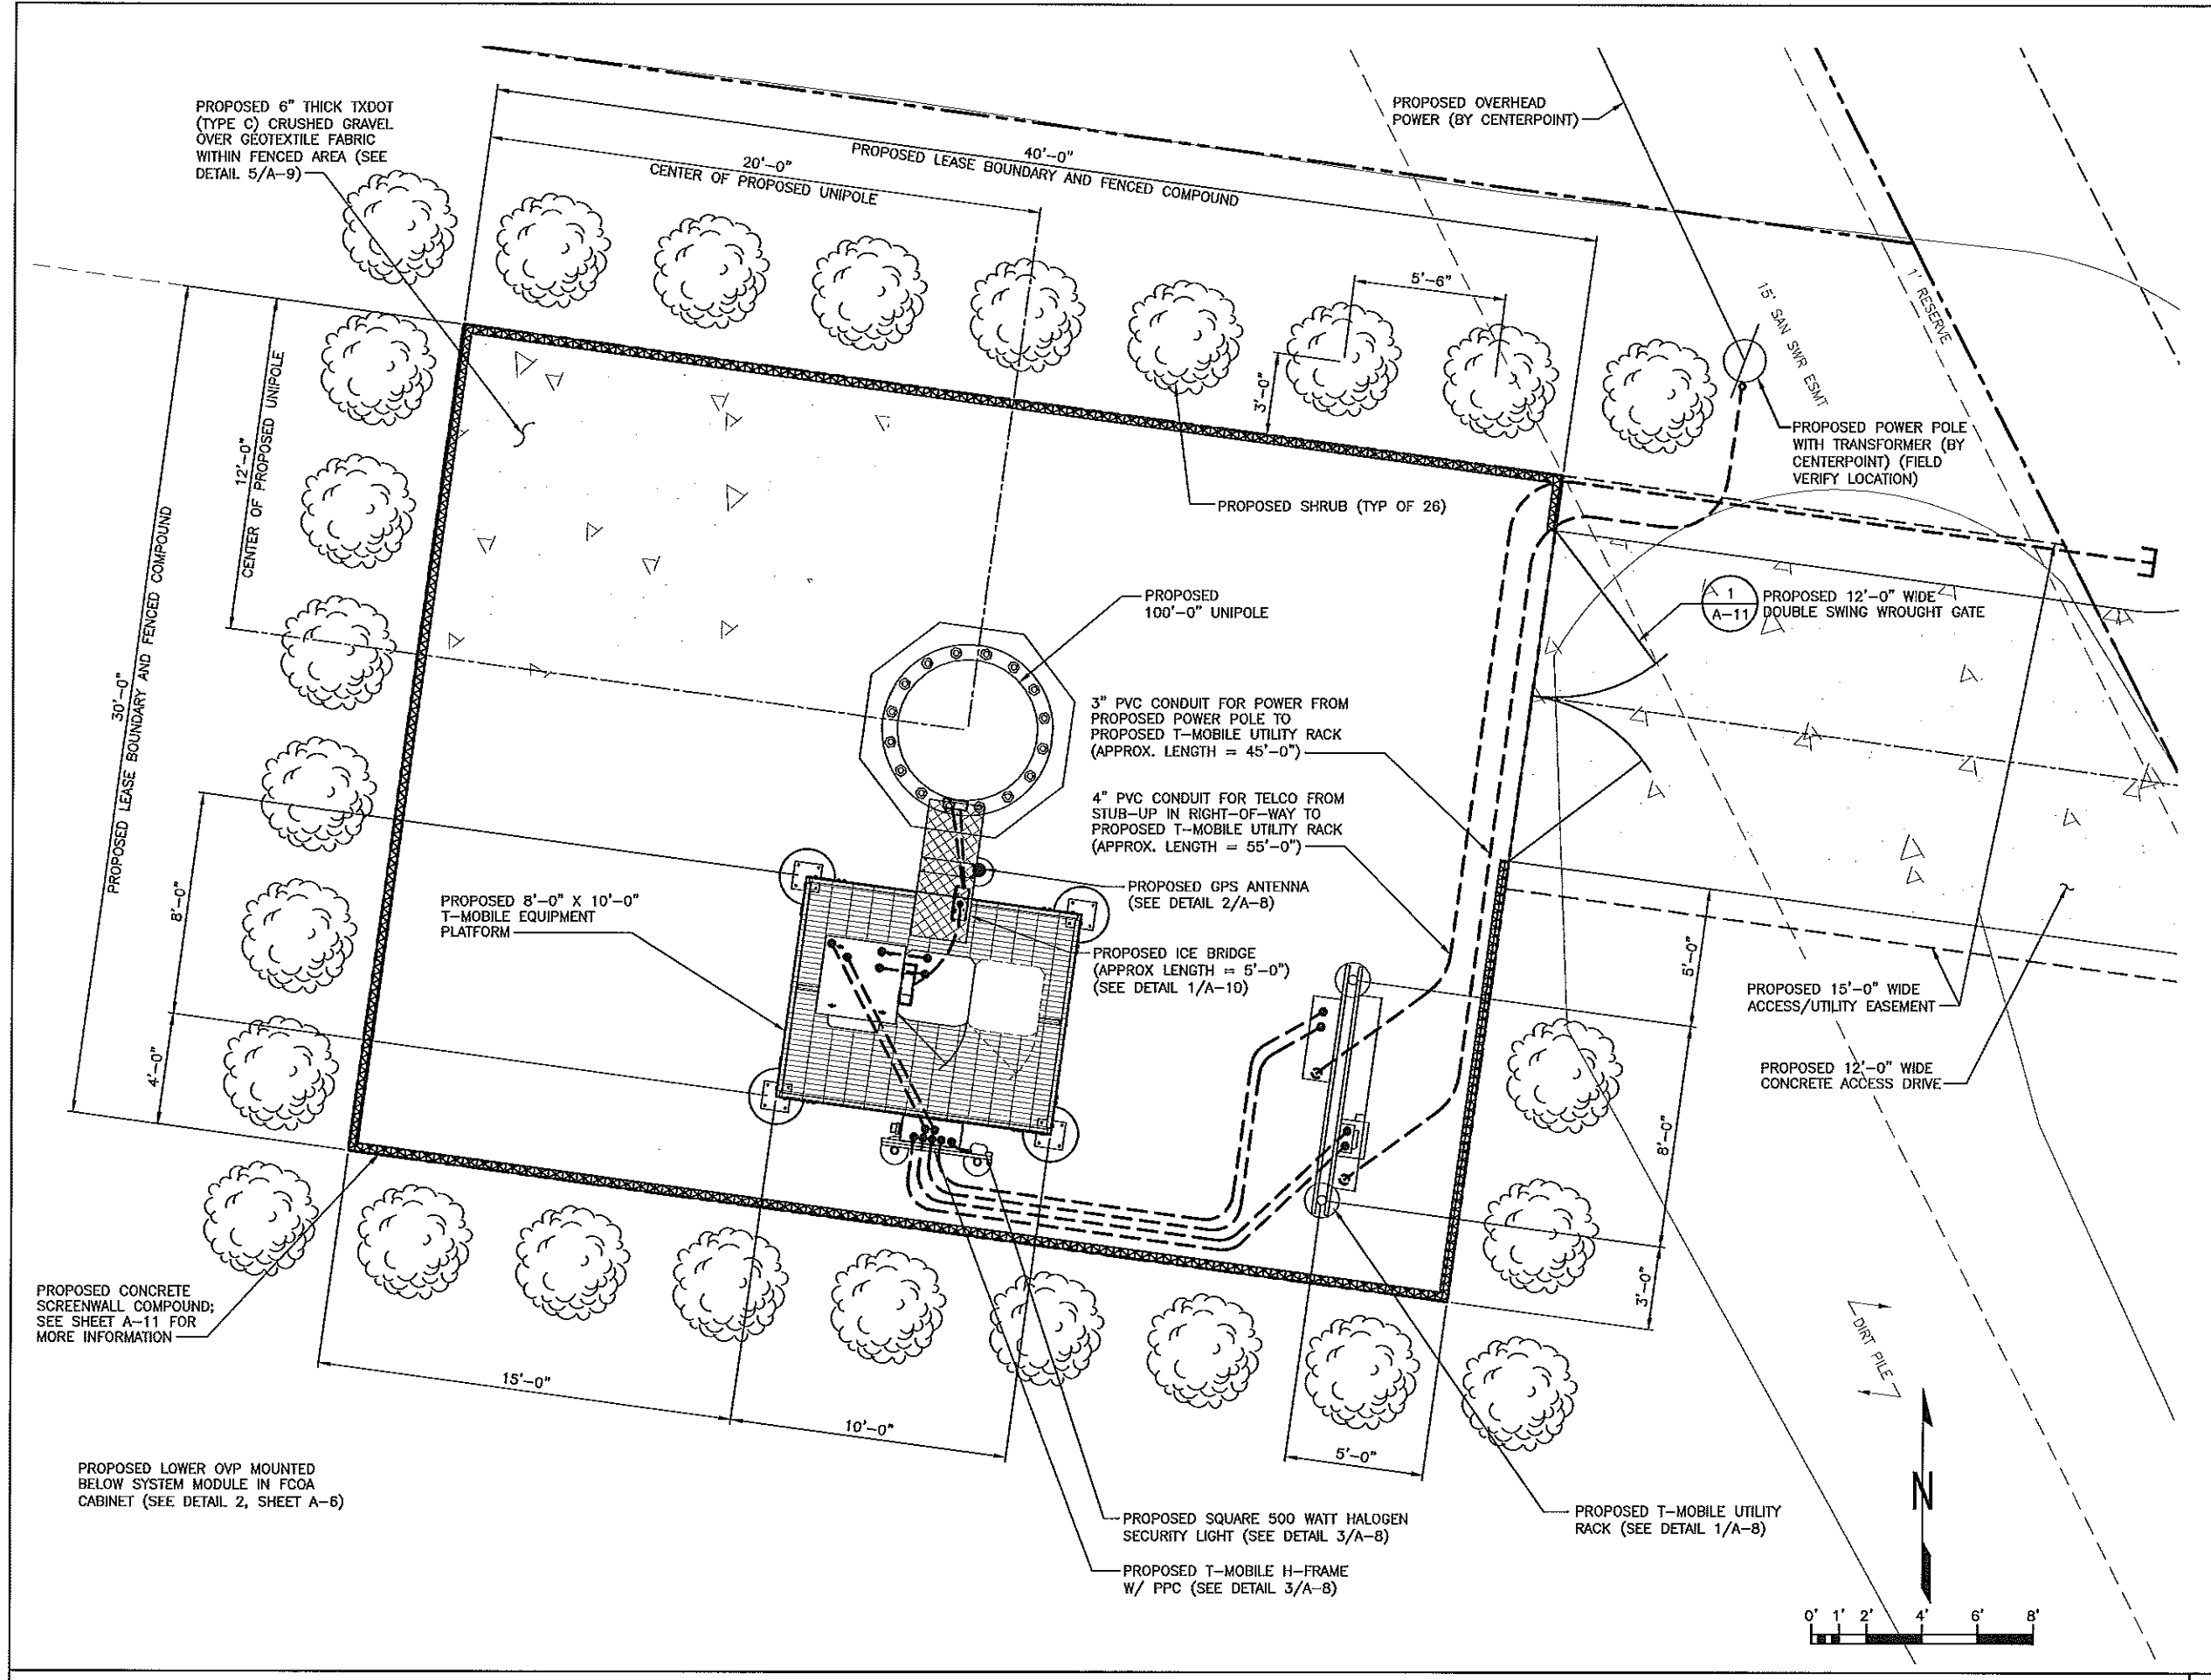 PROPOSED 6" THICK TXDOT
(TYPE C) CRUSHED GRAVEL
OVER GEOTEXTILE FABRIC
WITHIN FENCED AREA (SEE
DETAIL 5/A-9)
40'-0"
PROPOSED LEASE BOUNDARY AND FENCED COMPOUND
20'-0"
CENTER OF PROPOSED UNIPOLE
PROPOSED OVERHEAD
POWER (BY CENTERPOINT)
5'-6"
3'-0"
15' SAN SWR ESMT
1' RESERVE
PROPOSED POWER POLE
WITH TRANSFORMER (BY
CENTERPOINT) (FIELD
VERIFY LOCATION)
PROPOSED SHRUB (TYP OF 26)
12'-0"
CENTER OF PROPOSED UNIPOLE
30'-0"
PROPOSED LEASE BOUNDARY AND FENCED COMPOUND
PROPOSED
100'-0" UNIPOLE
1
A-11
PROPOSED 12'-0" WIDE
DOUBLE SWING WROUGHT GATE
3" PVC CONDUIT FOR POWER FROM
PROPOSED POWER POLE TO
PROPOSED T-MOBILE UTILITY RACK
(APPROX. LENGTH = 45'-0")
4" PVC CONDUIT FOR TELCO FROM
STUB-UP IN RIGHT-OF-WAY TO
PROPOSED T-MOBILE UTILITY RACK
(APPROX. LENGTH = 55'-0")
PROPOSED GPS ANTENNA
(SEE DETAIL 2/A-8)
8'-0"
PROPOSED 8'-0" X 10'-0"
T-MOBILE EQUIPMENT
PLATFORM
PROPOSED ICE BRIDGE
(APPROX LENGTH = 5'-0")
(SEE DETAIL 1/A-10)
5'-0"
PROPOSED 15'-0" WIDE
ACCESS/UTILITY EASEMENT
4'-0"
PROPOSED 12'-0" WIDE
CONCRETE ACCESS DRIVE
8'-0"
3'-0"
PROPOSED CONCRETE
SCREENWALL COMPOUND;
SEE SHEET A-11 FOR
MORE INFORMATION
DIRT PILE
15'-0"
10'-0"
5'-0"
PROPOSED LOWER OVP MOUNTED
BELOW SYSTEM MODULE IN FCOA
CABINET (SEE DETAIL 2, SHEET A-6)
PROPOSED SQUARE 500 WATT HALOGEN
SECURITY LIGHT (SEE DETAIL 3/A-8)
PROPOSED T-MOBILE UTILITY
RACK (SEE DETAIL 1/A-8)
PROPOSED T-MOBILE H-FRAME
W/ PPC (SEE DETAIL 3/A-8)
N
0' 1' 2' 4' 6' 8'